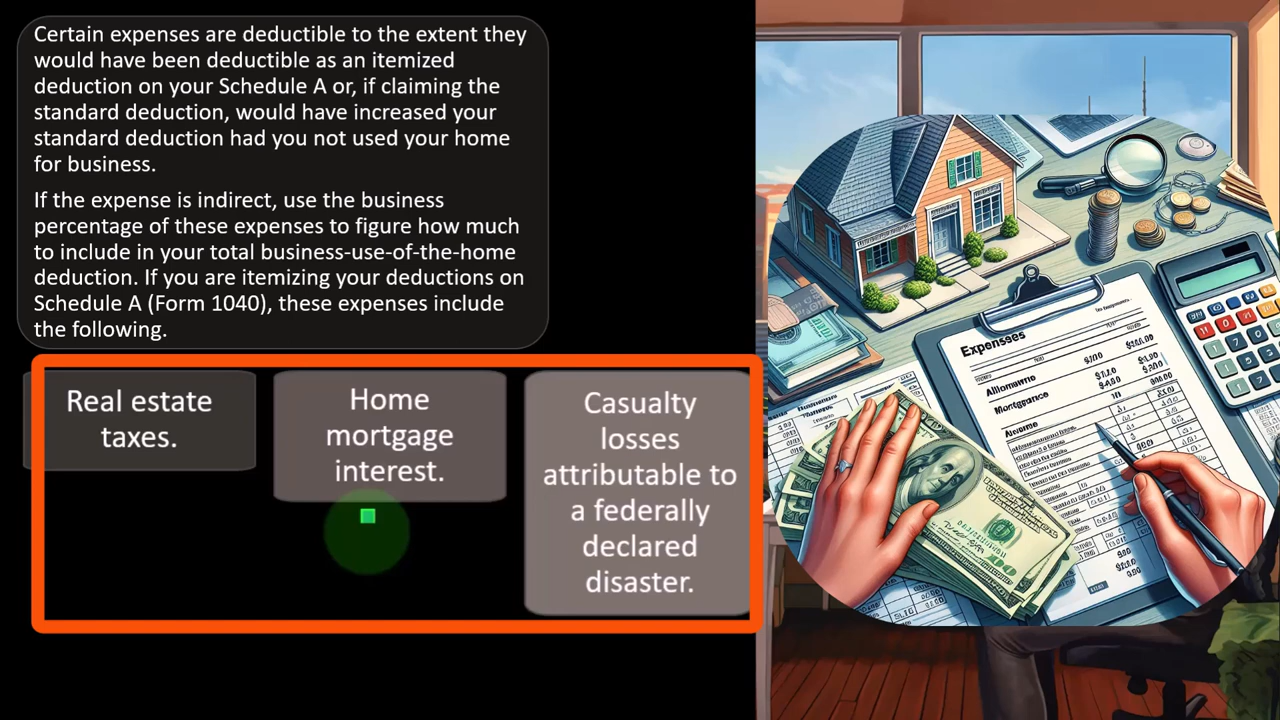 Certain expenses are deductible to the extent they
would have been deductible as an itemized
deduction on your Schedule A or, if claiming the
standard deduction, would have increased your
standard deduction had you not used your home
for business.
If the expense is indirect, use the business
percentage of these expenses to figure how much
to include in your total business-use-of-the-home
deduction. If you are itemizing your deductions on
Schedule A (Form 1040), these expenses include
the following.
Real estate
taxes.
Home
mortgage
interest.
Casualty
losses
attributable to
a federally
declared
disaster.
Expenseses
Allomwne
Mortgprance
Awome